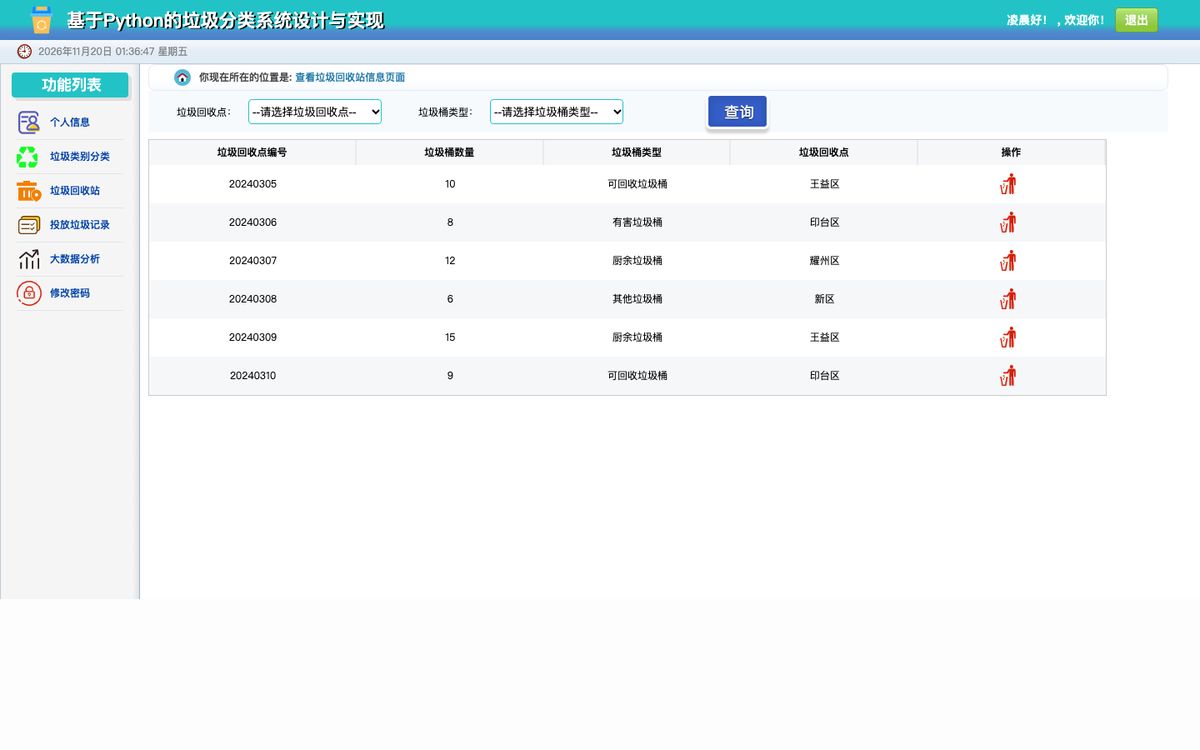 基于Python的垃圾分类系统设计与实现
凌晨好! ,欢迎你! 退出
2026年11月20日 01:36:47 星期五
功能列表
个人信息
垃圾类别分类
垃圾回收站
投放垃圾记录
大数据分析
修改密码
你现在所在的位置是: 查看垃圾回收站信息页面
垃圾回收点: --请选择垃圾回收点-- 垃圾桶类型: --请选择垃圾桶类型-- 查询
垃圾回收点编号 垃圾桶数量 垃圾桶类型 垃圾回收点 操作
20240305 10 可回收垃圾桶 王益区
20240306 8 有害垃圾桶 印台区
20240307 12 厨余垃圾桶 耀州区
20240308 6 其他垃圾桶 新区
20240309 15 厨余垃圾桶 王益区
20240310 9 可回收垃圾桶 印台区